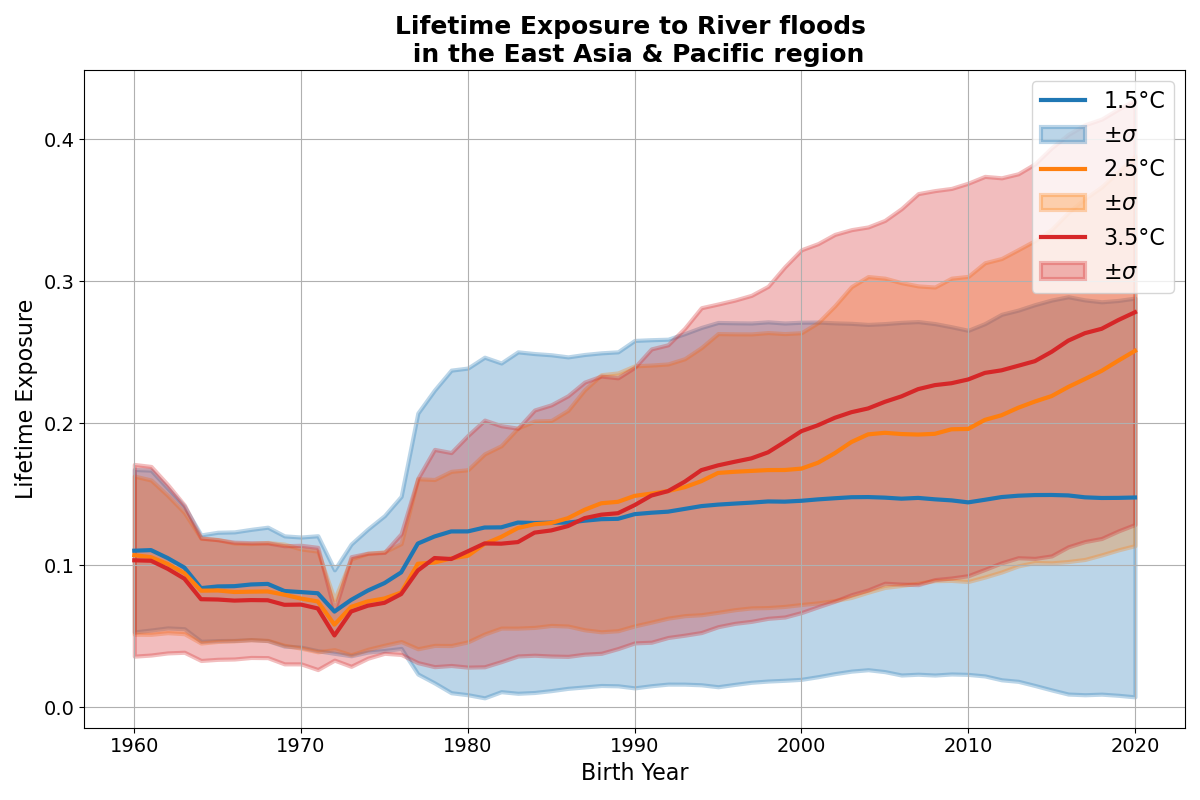 Lifetime Exposure to River floods
in the East Asia & Pacific region
1.5°C
±σ
2.5°C
±σ
3.5°C
±σ
Lifetime Exposure
0.4
0.3
0.2
0.1
0.0
1960 1970 1980 1990 2000 2010 2020
Birth Year